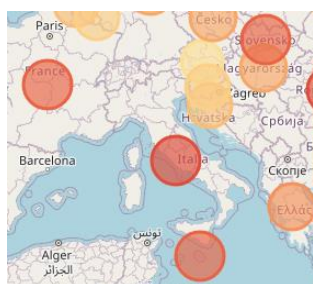 Paris
Česko
Slovensko
France
Magyarország
Zagreb
Hrvatska
Србија
Barcelona
Italia
Скопје
Ελλάς
تونس
Alger
الجزائر